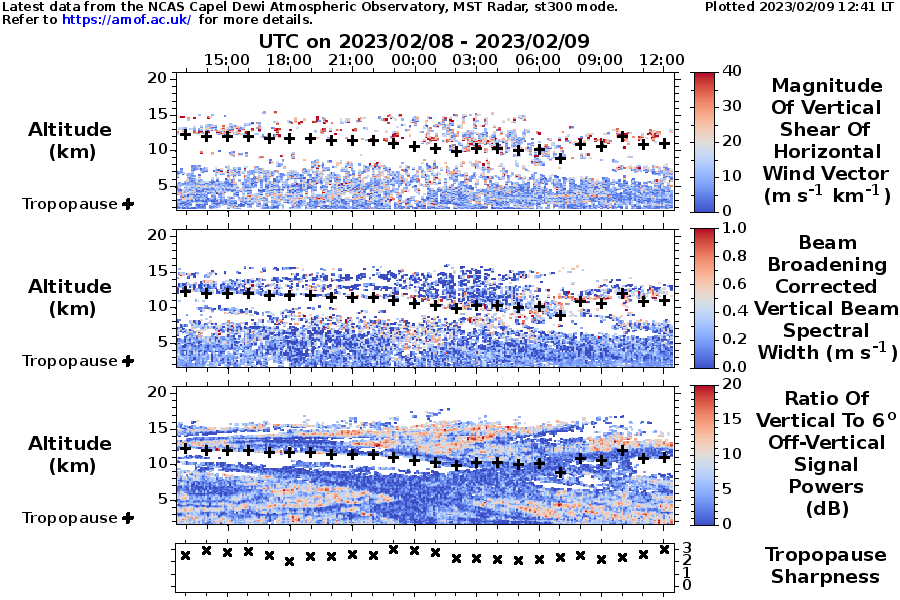 Latest data from the NCAS Capel Dewi Atmospheric Observatory, MST Radar, st300 mode.
Plotted 2023/02/09 12:41 LT
Refer to https://amof.ac.uk/ for more details.
UTC on 2023/02/08 - 2023/02/09
15:00 18:00 21:00 00:00 03:00 06:00 09:00 12:00
20
15
10
5
Altitude
(km)
Tropopause
40
30
20
10
0
Magnitude
Of Vertical
Shear Of
Horizontal
Wind Vector
(m s-1 km-1)
20
15
10
5
Altitude
(km)
Tropopause
1.0
0.8
0.6
0.4
0.2
0.0
Beam
Broadening
Corrected
Vertical Beam
Spectral
Width (m s-1)
20
15
10
5
Altitude
(km)
Tropopause
20
15
10
5
0
Ratio Of
Vertical To 6o
Off-Vertical
Signal
Powers
(dB)
3
2
1
0
Tropopause
Sharpness